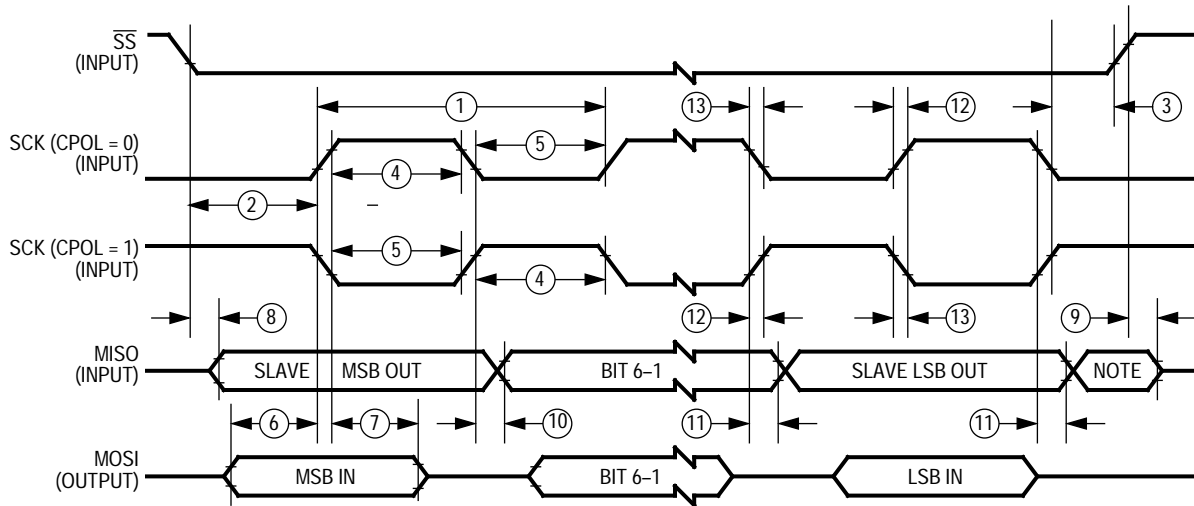 SS
(INPUT)
1
13
12
3
SCK (CPOL = 0)
(INPUT)
5
4
2
SCK (CPOL = 1)
(INPUT)
5
4
8
12
13
9
MISO
(INPUT)
SLAVE MSB OUT
BIT 6–1
SLAVE LSB OUT
NOTE
6
7
10
11
11
MOSI
(OUTPUT)
MSB IN
BIT 6–1
LSB IN